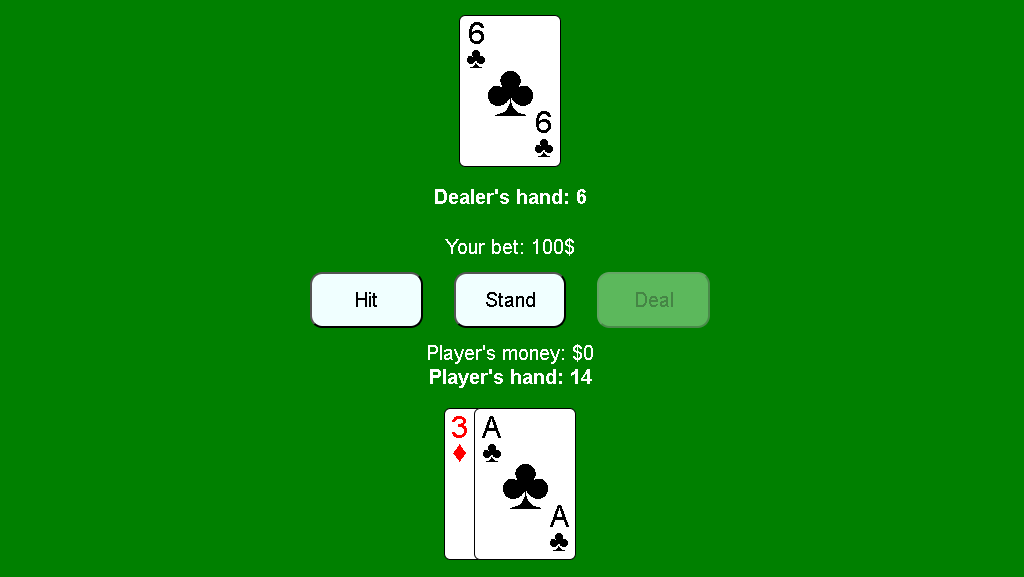 6
6
Dealer's hand: 6
Your bet: 100$
Hit Stand Deal
Player's money: $0
Player's hand: 14
3 A
A